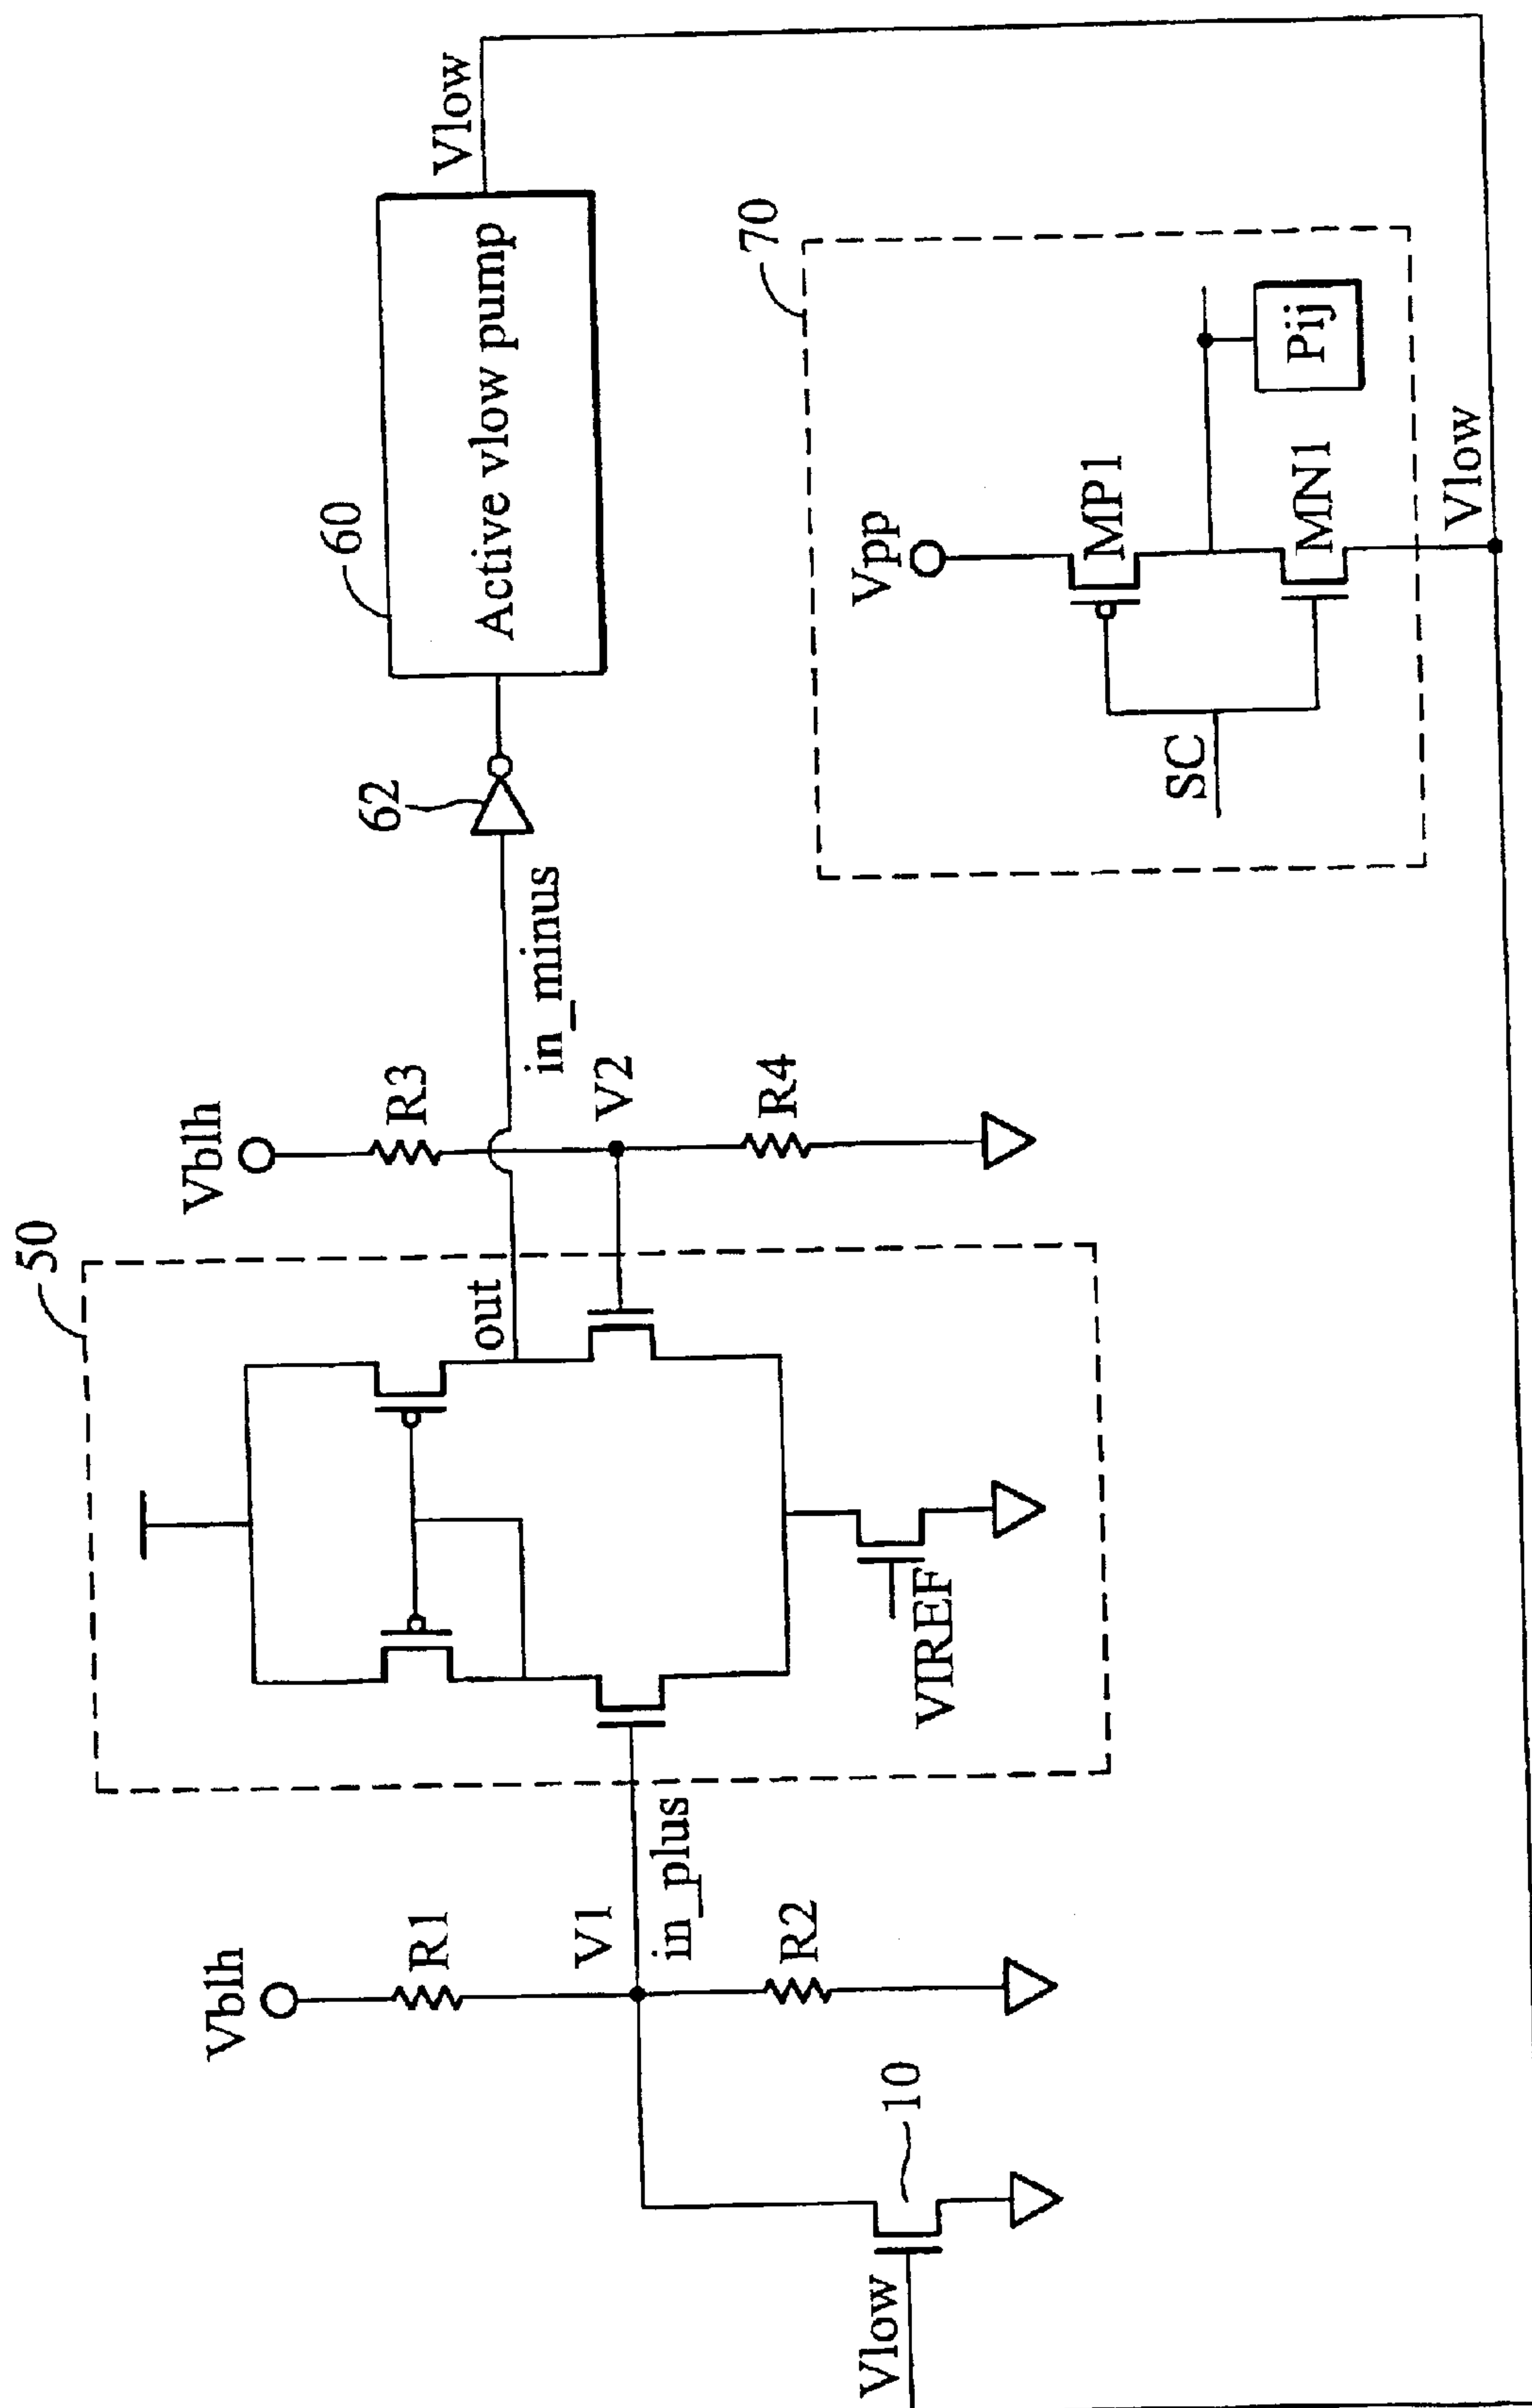 50
Vblh
R1
V1
in_plus
R2
Vlow
10
VIREF
out
Vblh
R3
V2
R4
in_minus
62
60
Active vlow pump
Vlow
70
Vpp
MP1
SC
MN1
Pij
Vlow